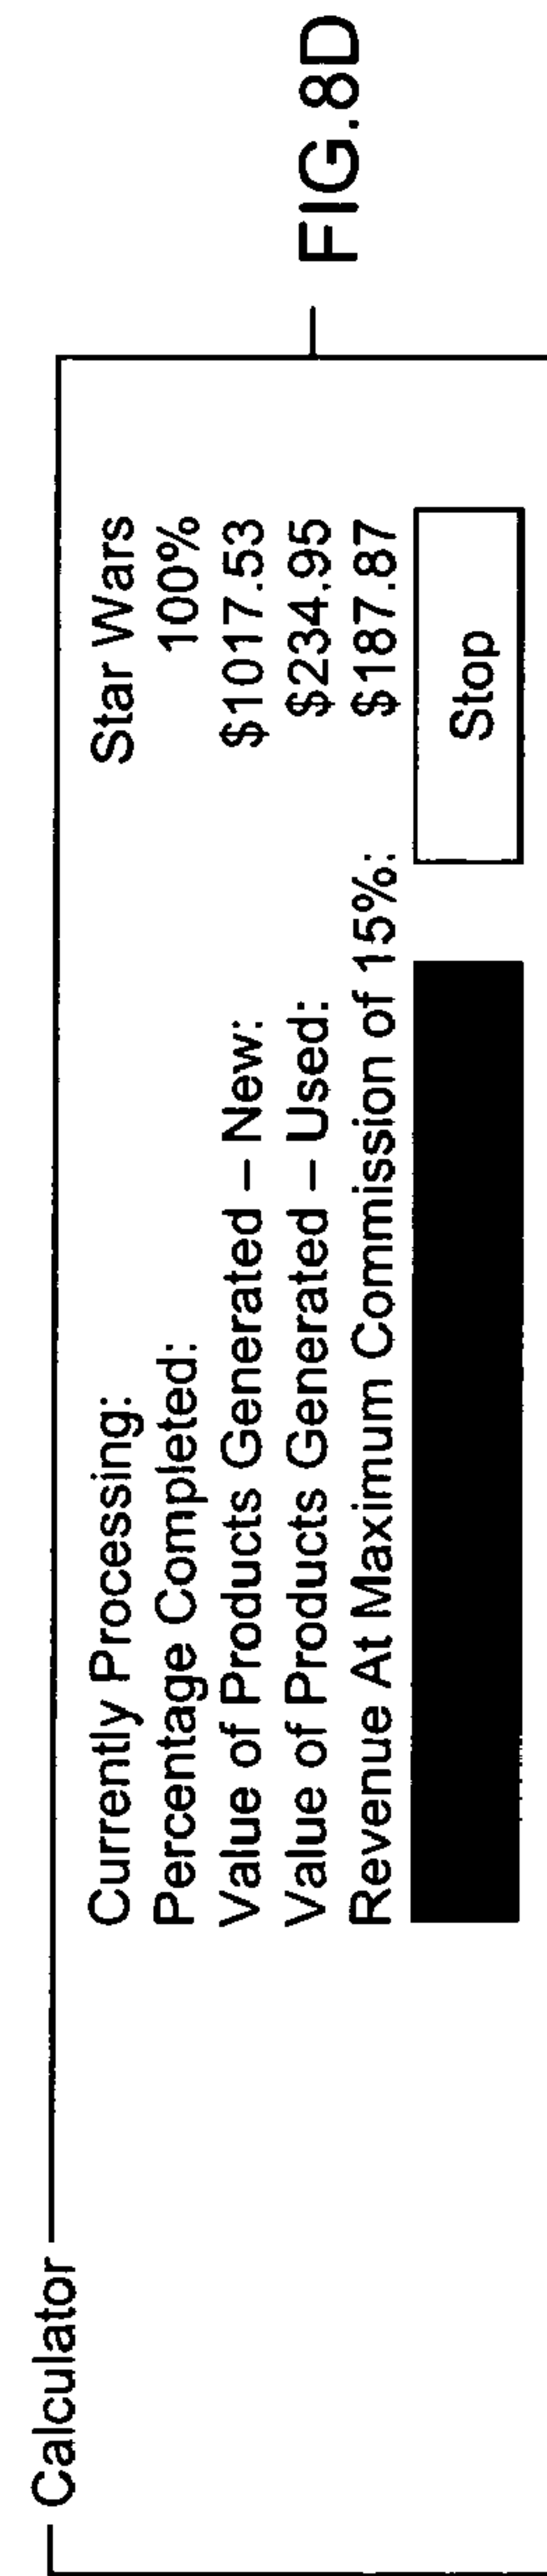 Calculator
Currently Processing: Star Wars
Percentage Completed: 100%
Value of Products Generated – New: $1017.53
Value of Products Generated – Used: $234.95
Revenue At Maximum Commission of 15%: $187.87
Stop
FIG.8D